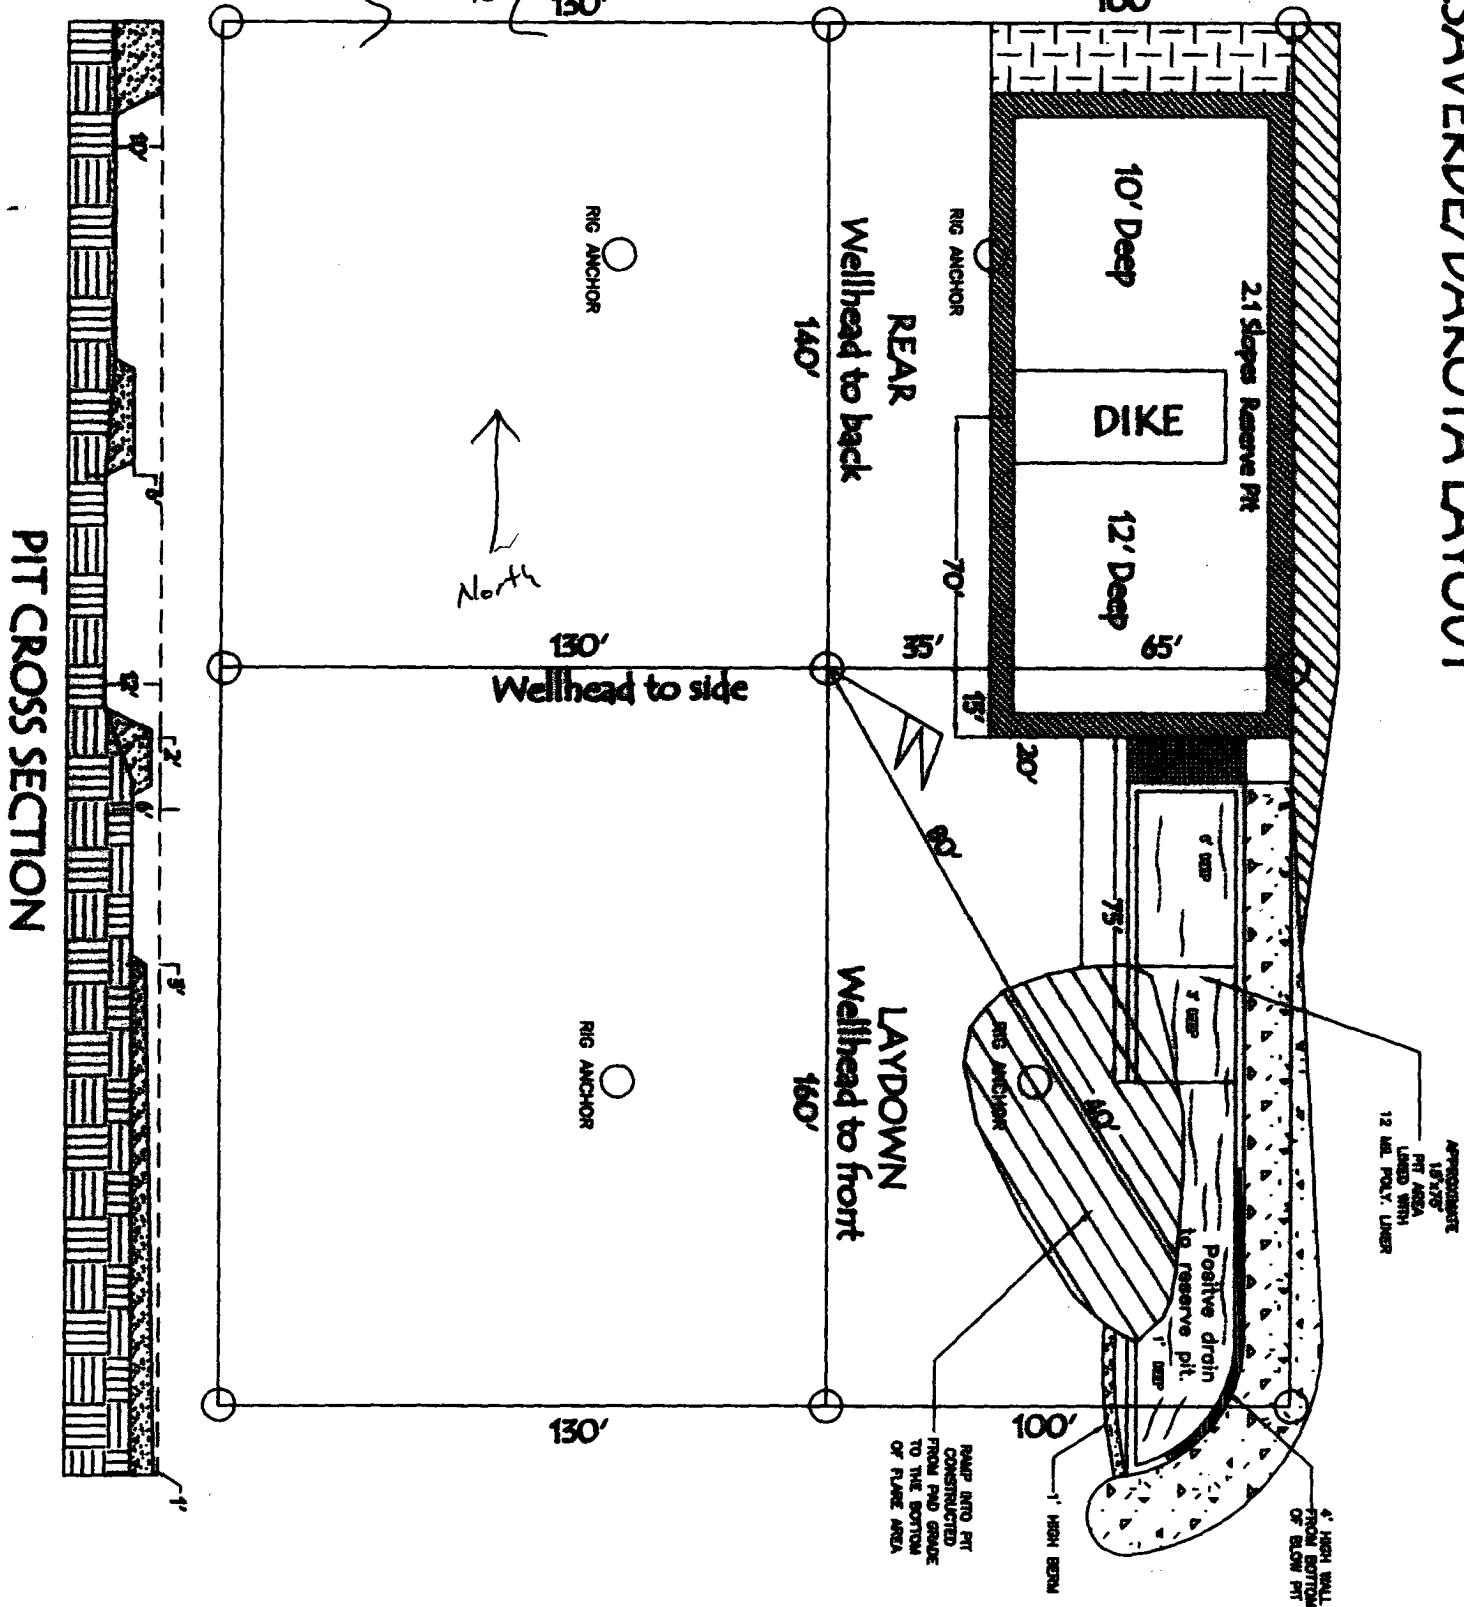 130'
100'
10' Deep
2:1 Slopes Reserve Pit
DIKE
12' Deep
RIG ANCHOR
RIG ANCHOR
REAR
Wellhead to back
140'
North
70'
130'
35'
65'
Wellhead to side
15'
20'
80'
6' DEEP
75'
3' DEEP
LAYDOWN
Wellhead to front
160'
RIG ANCHOR
RIG ANCHOR
40'
Positive drain
to reserve pit.
1' DEEP
130'
100'
APPROXIMATE
15'x75'
PIT AREA
LINED WITH
12 MIL POLY. LINER
RAMP INTO PIT
CONSTRUCTED
FROM PAD GRADE
TO THE BOTTOM
OF FLARE AREA
1' HIGH BERM
4' HIGH WALL
FROM BOTTOM
OF BLOW PIT
10'
12'
2'
6'
3'
1'
PIT CROSS SECTION